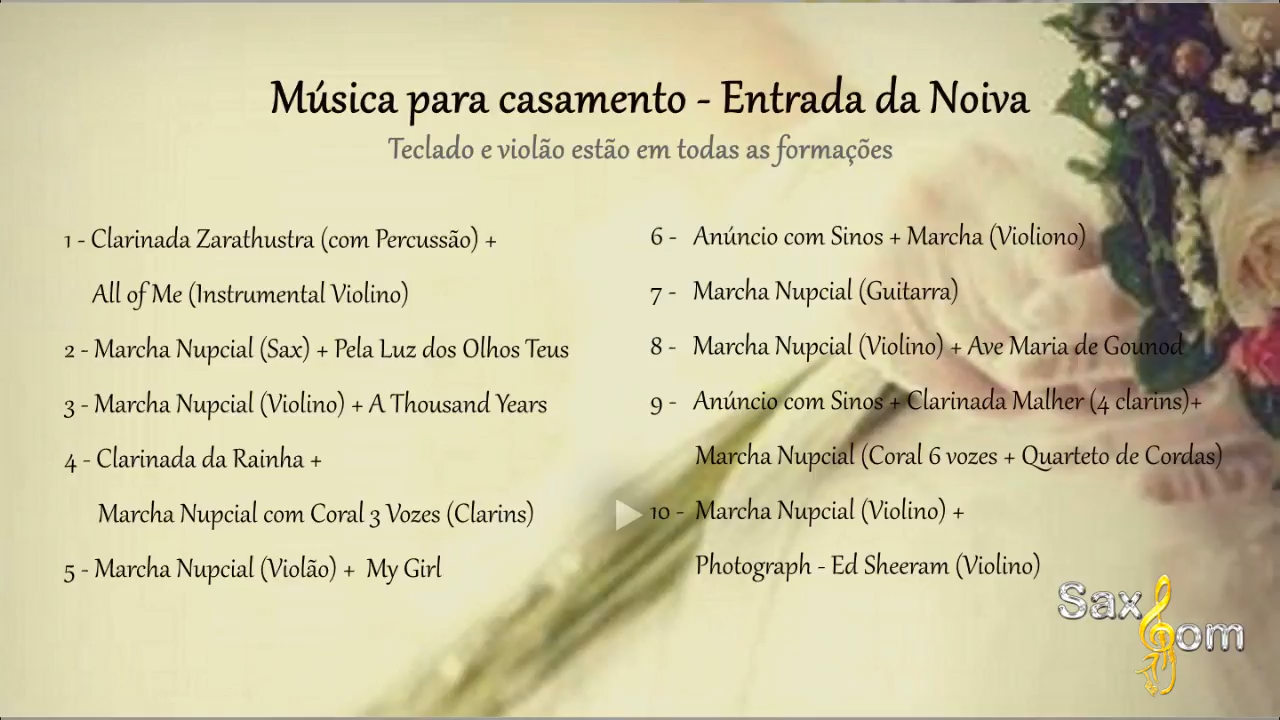 Música para casamento - Entrada da Noiva
Teclado e violão estão em todas as formações
1 - Clarinada Zarathustra (com Percussão) +
All of Me (Instrumental Violino)
2 - Marcha Nupcial (Sax) + Pela Luz dos Olhos Teus
3 - Marcha Nupcial (Violino) + A Thousand Years
4 - Clarinada da Rainha +
Marcha Nupcial com Coral 3 Vozes (Clarins)
5 - Marcha Nupcial (Violão) + My Girl
6 - Anúncio com Sinos + Marcha (Violiono)
7 - Marcha Nupcial (Guitarra)
8 - Marcha Nupcial (Violino) + Ave Maria de Gounod
9 - Anúncio com Sinos + Clarinada Malher (4 clarins)+
Marcha Nupcial (Coral 6 vozes + Quarteto de Cordas)
10 - Marcha Nupcial (Violino) +
Photograph - Ed Sheeram (Violino)
Sax
om